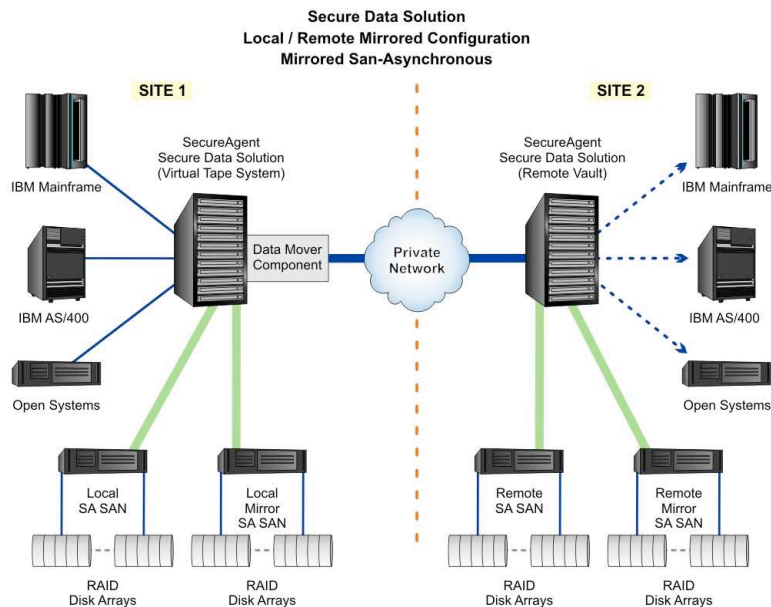 Secure Data Solution
Local / Remote Mirrored Configuration
Mirrored San-Asynchronous
SITE 1
SITE 2
SecureAgent
Secure Data Solution
(Virtual Tape System)
SecureAgent
Secure Data Solution
(Remote Vault)
IBM Mainframe
IBM Mainframe
Data Mover
Component
Private
Network
IBM AS/400
IBM AS/400
Open Systems
Open Systems
Local
SA SAN
Local
Mirror
SA SAN
Remote
SA SAN
Remote
Mirror
SA SAN
RAID
Disk Arrays
RAID
Disk Arrays
RAID
Disk Arrays
RAID
Disk Arrays